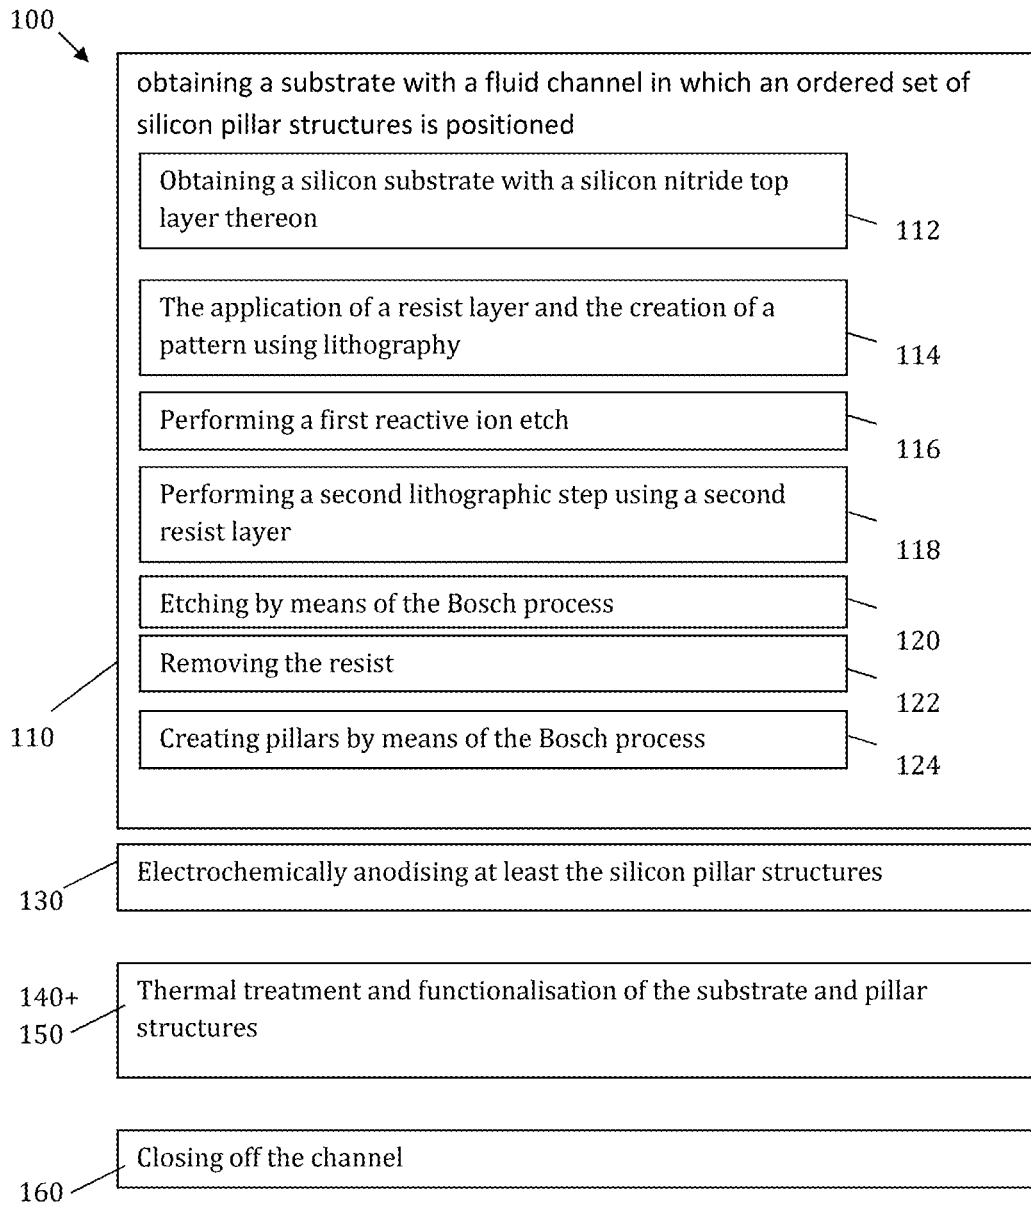 100
obtaining a substrate with a fluid channel in which an ordered set of
silicon pillar structures is positioned
Obtaining a silicon substrate with a silicon nitride top
layer thereon
112
The application of a resist layer and the creation of a
pattern using lithography
114
Performing a first reactive ion etch
116
Performing a second lithographic step using a second
resist layer
118
Etching by means of the Bosch process
120
Removing the resist
122
110
Creating pillars by means of the Bosch process
124
Electrochemically anodísing at least the silicon pillar structures
130
140+
150
Thermal treatment and functionalisation of the substrate and pillar
structures
Closing off the channel
160